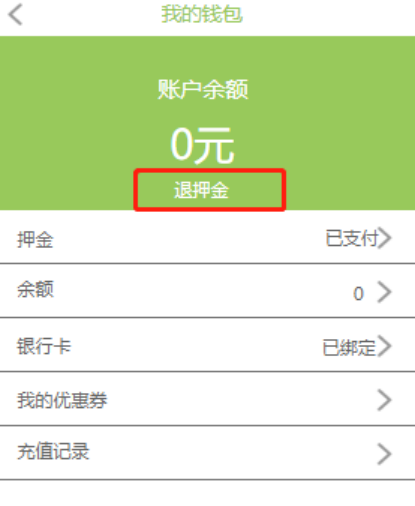 我的钱包
账户余额
0元
退押金
押金 已支付
余额 0
银行卡 已绑定
我的优惠券
充值记录